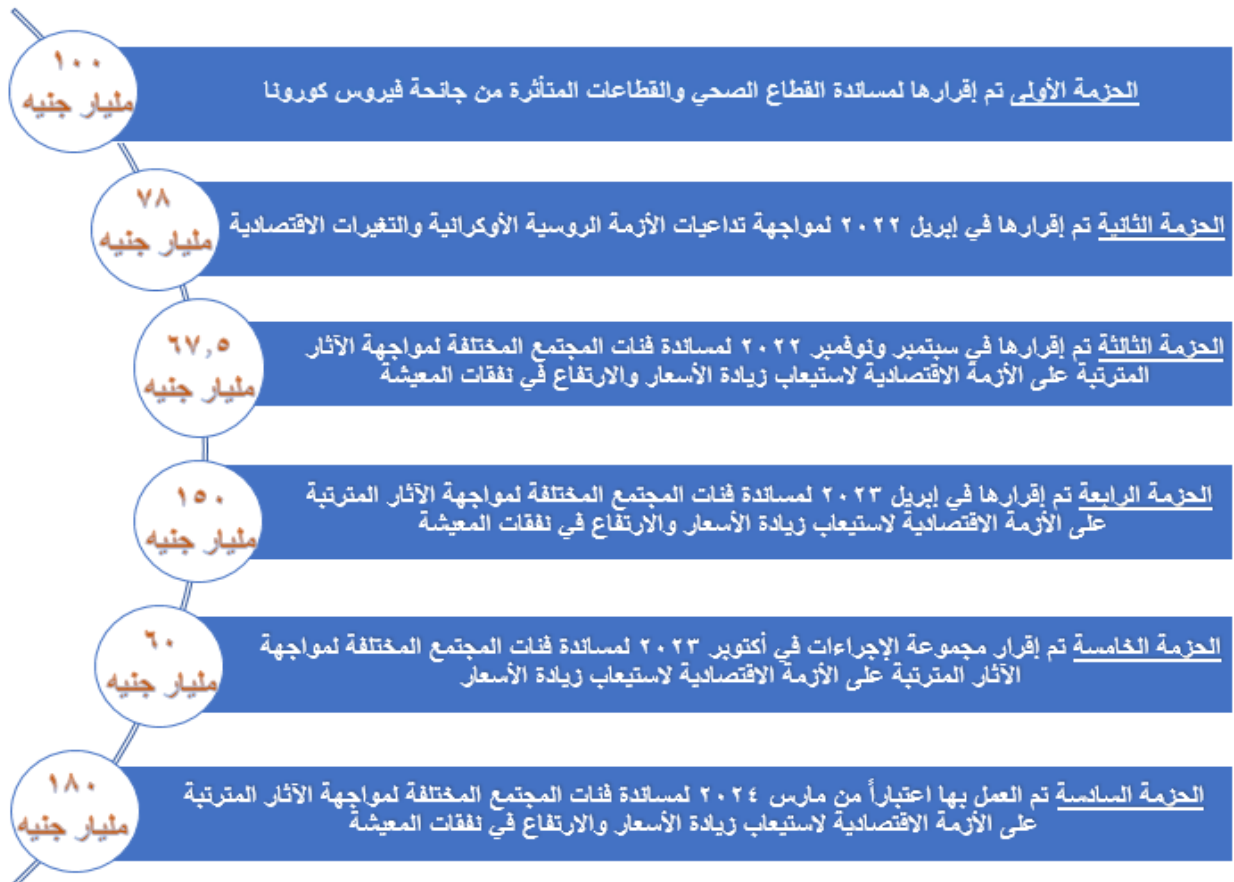 ١٠٠
مليار جنيه
الحزمة الأولى تم إقرارها لمساندة القطاع الصحي والقطاعات المتأثرة من جائحة فيروس كورونا
٧٨
مليار جنيه
الحزمة الثانية تم إقرارها في إبريل ٢٠٢٢ لمواجهة تداعيات الأزمة الروسية الأوكرانية والتغيرات الاقتصادية
٦٧,٥
مليار جنيه
الحزمة الثالثة تم إقرارها في سبتمبر ونوفمبر ٢٠٢٢ لمساندة فئات المجتمع المختلفة لمواجهة الآثار
المترتبة على الأزمة الاقتصادية لاستيعاب زيادة الأسعار والارتفاع في نفقات المعيشة
١٥٠
مليار جنيه
الحزمة الرابعة تم إقرارها في إبريل ٢٠٢٣ لمساندة فئات المجتمع المختلفة لمواجهة الآثار المترتبة
على الأزمة الاقتصادية لاستيعاب زيادة الأسعار والارتفاع في نفقات المعيشة
٦٠
مليار جنيه
الحزمة الخامسة تم إقرار مجموعة الإجراءات في أكتوبر ٢٠٢٣ لمساندة فئات المجتمع المختلفة لمواجهة
الآثار المترتبة على الأزمة الاقتصادية لاستيعاب زيادة الأسعار
١٨٠
مليار جنيه
الحزمة السادسة تم العمل بها اعتباراً من مارس ٢٠٢٤ لمساندة فئات المجتمع المختلفة لمواجهة الآثار المترتبة
على الأزمة الاقتصادية لاستيعاب زيادة الأسعار والارتفاع في نفقات المعيشة